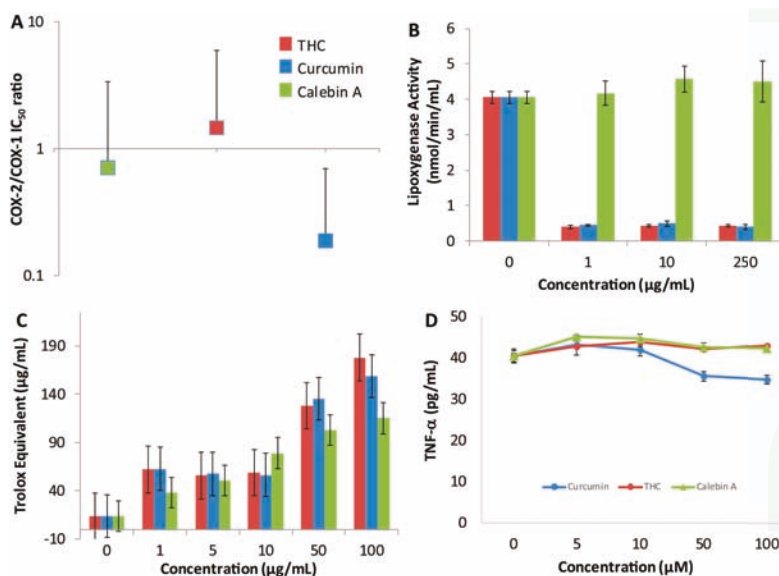 A
10
1
0.1
COX-2/COX-1 IC50 ratio
THC
Curcumin
Calebin A
B
6
5
4
3
2
1
0
Lipoxygenase Activity
(nmol/min/mL)
0 1 10 250
Concentration (µg/mL)
C
190
140
90
40
-10
Trolox Equivalent (µg/mL)
0 1 5 10 50 100
Concentration (µg/mL)
D
50
40
30
20
10
0
TNF-α (pg/mL)
Curcumin THC Calebin A
0 5 10 50 100
Concentration (µM)